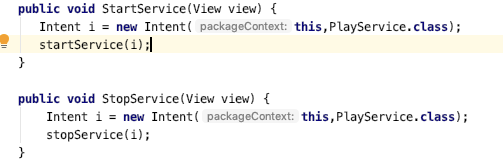 public void StartService(View view) {
Intent i = new Intent( packageContext: this,PlayService.class);
startService(i);
}
public void StopService(View view) {
Intent i = new Intent( packageContext: this,PlayService.class);
stopService(i);
}